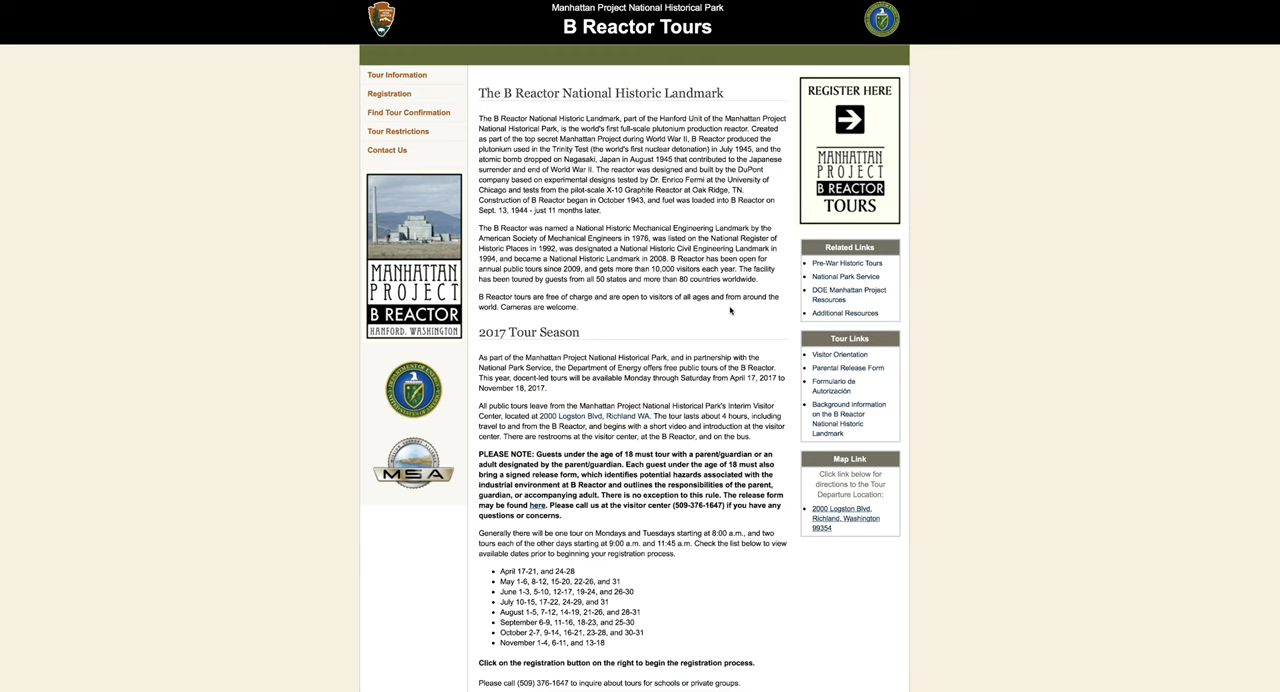 Manhattan Project National Historical Park
B Reactor Tours
Tour Information
Registration
Find Tour Confirmation
Tour Restrictions
Contact Us
MANHATTAN
PROJECT
B REACTOR
HANFORD, WASHINGTON
MSA
The B Reactor National Historic Landmark
The B Reactor National Historic Landmark, part of the Hanford Unit of the Manhattan Project
National Historical Park, is the world's first full-scale plutonium production reactor. Created
as part of the top secret Manhattan Project during World War II, B Reactor produced the
plutonium used in the Trinity Test (the world's first nuclear detonation) in July 1945, and the
atomic bomb dropped on Nagasaki, Japan in August 1945 that contributed to the Japanese
surrender and end of World War II. The reactor was designed and built by the DuPont
company based on experimental designs tested by Dr. Enrico Fermi at the University of
Chicago and tests from the pilot-scale X-10 Graphite Reactor at Oak Ridge, TN.
Construction of B Reactor began in October 1943, and fuel was loaded into B Reactor on
Sept. 13, 1944 - just 11 months later.
The B Reactor was named a National Historic Mechanical Engineering Landmark by the
American Society of Mechanical Engineers in 1976, was listed on the National Register of
Historic Places in 1992, was designated a National Historic Civil Engineering Landmark in
1994, and became a National Historic Landmark in 2008. B Reactor has been open for
annual public tours since 2009, and gets more than 10,000 visitors each year. The facility
has been toured by guests from all 50 states and more than 80 countries worldwide.
B Reactor tours are free of charge and are open to visitors of all ages and from around the
world. Cameras are welcome.
2017 Tour Season
As part of the Manhattan Project National Historical Park, and in partnership with the
National Park Service, the Department of Energy offers free public tours of the B Reactor.
This year, docent-led tours will be available Monday through Saturday from April 17, 2017 to
November 18, 2017.
All public tours leave from the Manhattan Project National Historical Park's Interim Visitor
Center, located at 2000 Logston Blvd, Richland WA. The tour lasts about 4 hours, including
travel to and from the B Reactor, and begins with a short video and introduction at the visitor
center. There are restrooms at the visitor center, at the B Reactor, and on the bus.
PLEASE NOTE: Guests under the age of 18 must tour with a parent/guardian or an
adult designated by the parent/guardian. Each guest under the age of 18 must also
bring a signed release form, which identifies potential hazards associated with the
industrial environment at B Reactor and outlines the responsibilities of the parent,
guardian, or accompanying adult. There is no exception to this rule. The release form
may be found here. Please call us at the visitor center (509-376-1647) if you have any
questions or concerns.
Generally there will be one tour on Mondays and Tuesdays starting at 8:00 a.m., and two
tours each of the other days starting at 9:00 a.m. and 11:45 a.m. Check the list below to view
available dates prior to beginning your registration process.
• April 17-21, and 24-28
• May 1-6, 8-12, 15-20, 22-26, and 31
• June 1-3, 5-10, 12-17, 19-24, and 26-30
• July 10-15, 17-22, 24-29, and 31
• August 1-5, 7-12, 14-19, 21-26, and 28-31
• September 6-9, 11-16, 18-23, and 25-30
• October 2-7, 9-14, 16-21, 23-28, and 30-31
• November 1-4, 6-11, and 13-18
Click on the registration button on the right to begin the registration process.
Please call (509) 376-1647 to inquire about tours for schools or private groups.
REGISTER HERE
MANHATTAN
PROJECT
B REACTOR
TOURS
Related Links
• Pre-War Historic Tours
• National Park Service
• DOE Manhattan Project
Resources
• Additional Resources
Tour Links
• Visitor Orientation
• Parental Release Form
• Formulario de
Autorización
• Background information
on the B Reactor
National Historic
Landmark
Map Link
Click link below for
directions to the Tour
Departure Location:
• 2000 Logston Blvd,
Richland, Washington
99354